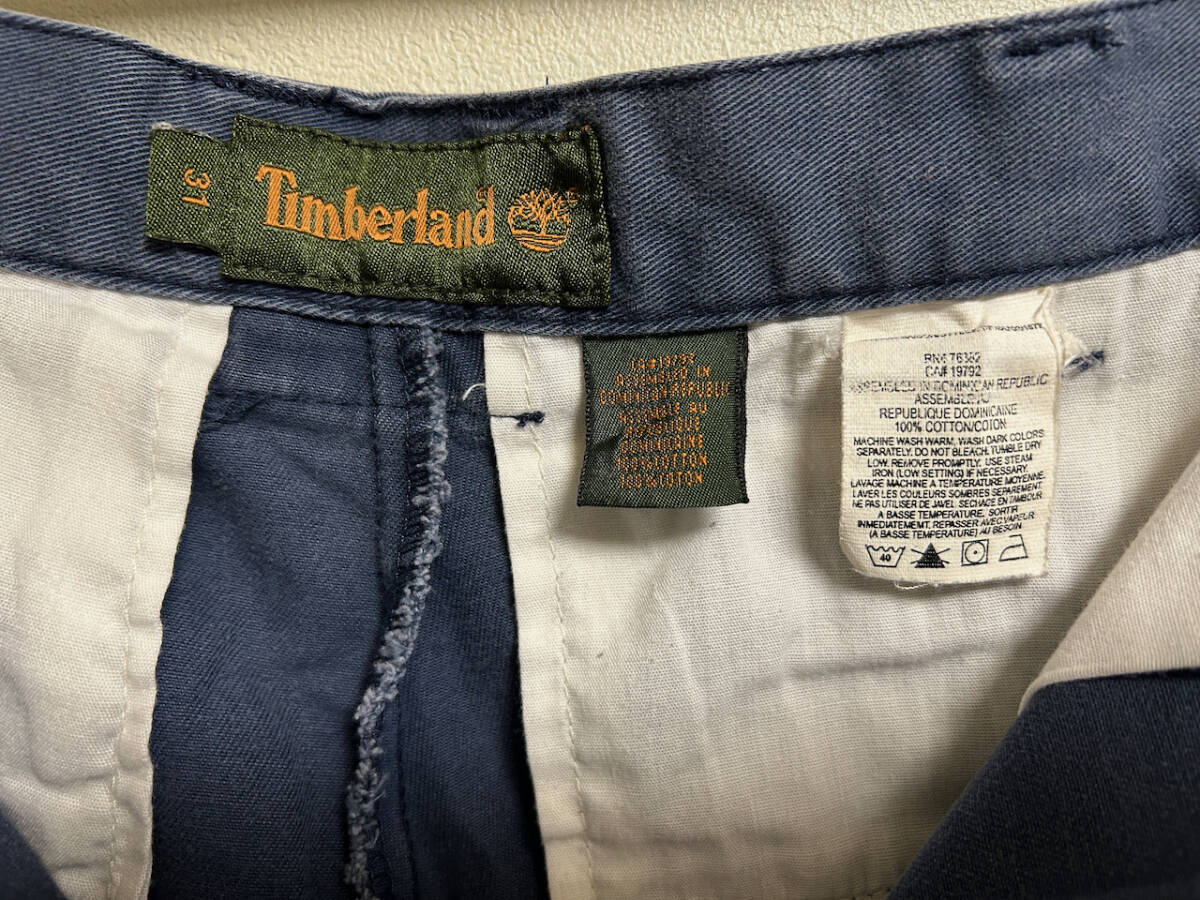 31
Timberland
CA#19792
ASSEMBLED IN
DOMINICAN REPUBLIC
ASSEMBLE AU
REPUBLIQUE
DOMINICAINE
100% COTTON
100% COTON
RN# 76382
CA# 19792
ASSEMBLED IN DOMINICAN REPUBLIC
ASSEMBLE AU
REPUBLIQUE DOMINICAINE
100% COTTON/COTON
MACHINE WASH WARM, WASH DARK COLORS
SEPARATELY. DO NOT BLEACH. TUMBLE DRY
LOW. REMOVE PROMPTLY. USE STEAM
IRON (LOW SETTING) IF NECESSARY.
LAVAGE MACHINE A TEMPERATURE MOYENNE.
LAVER LES COULEURS SOMBRES SEPAREMENT.
NE PAS UTILISER DE JAVEL. SECHAGE EN TAMBOUR
A BASSE TEMPERATURE. SORTIR
IMMEDIATEMENT, REPASSER AVEC VAPEUR
(A BASSE TEMPERATURE) AU BESOIN
40